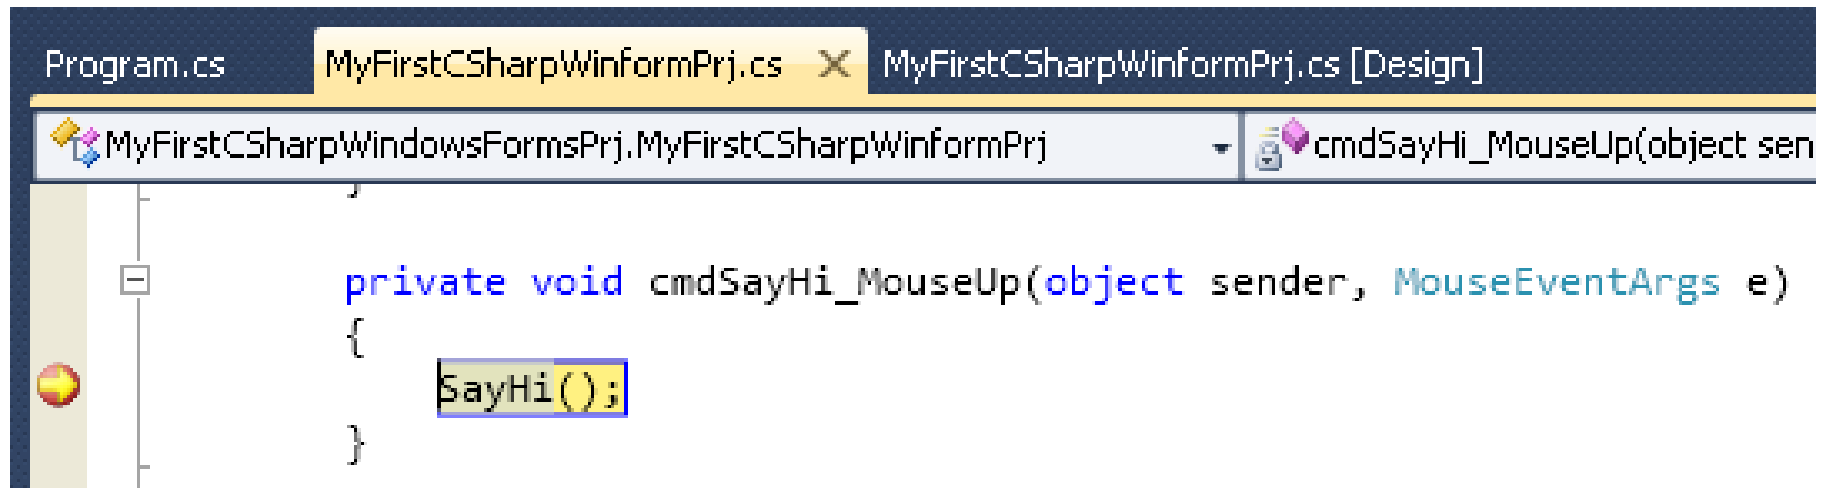 Program.cs MyFirstCSharpWinformPrj.cs MyFirstCSharpWinformPrj.cs [Design]
MyFirstCSharpWindowsFormsPrj.MyFirstCSharpWinformPrj cmdSayHi_MouseUp(object sen
}
private void cmdSayHi_MouseUp(object sender, MouseEventArgs e)
{
SayHi();
}